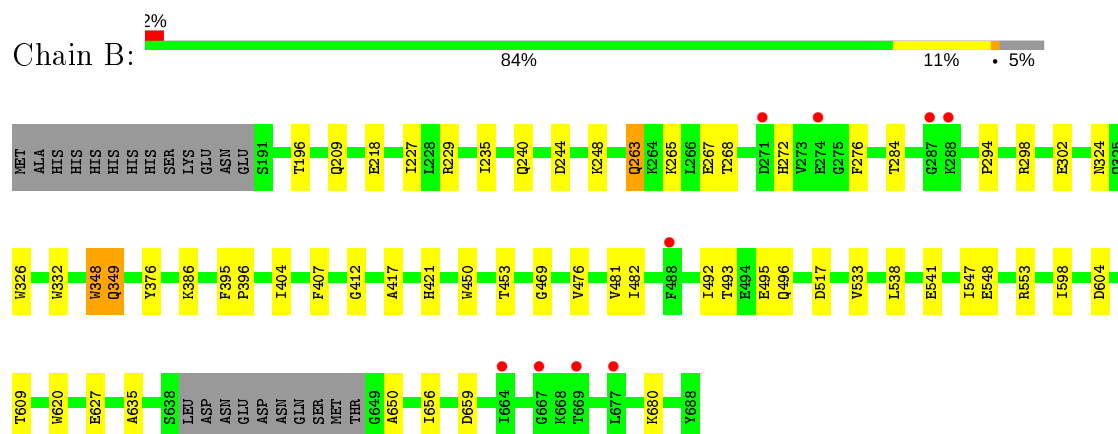 2%
Chain B:
84% 11% • 5%
MET ALA HIS HIS HIS HIS HIS HIS SER LYS GLU ASN GLU S191 T196 Q209 E218 I227 L228 R229 I235 Q240 D244 K248 Q263 K264 K265 L266 E267 T268 D271 H272 V273 E274 G275 F276 T284 G287 K288 P294 R298 E302 N324 Q325
W326 W332 W348 Q349 Y376 K386 F395 P396 I404 F407 G412 A417 H421 W450 T453 G469 V476 V481 I482 F488 I492 T493 E494 E495 Q496 D517 V533 L538 E541 I547 E548 R553 I598 D604
T609 W620 E627 A635 S638 LEU ASP ASN GLU ASP ASN GLN SER MET THR G649 A650 I656 D659 I664 G667 K668 T669 L677 K680 Y688